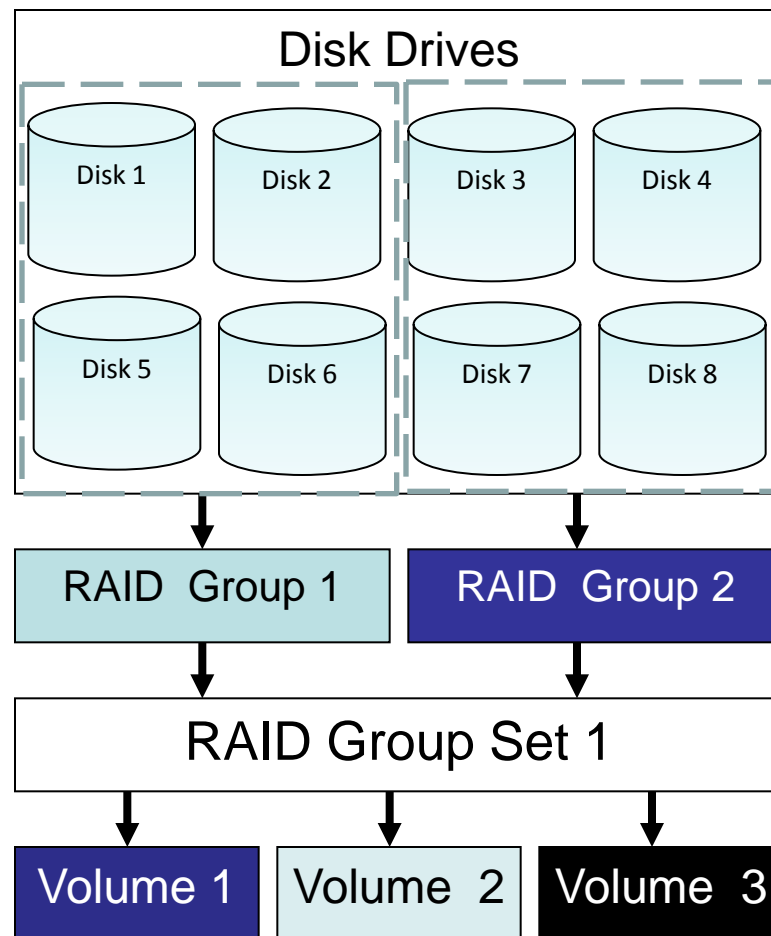 Disk Drives
Disk 1
Disk 2
Disk 3
Disk 4
Disk 5
Disk 6
Disk 7
Disk 8
RAID Group 1
RAID Group 2
RAID Group Set 1
Volume 1
Volume 2
Volume 3